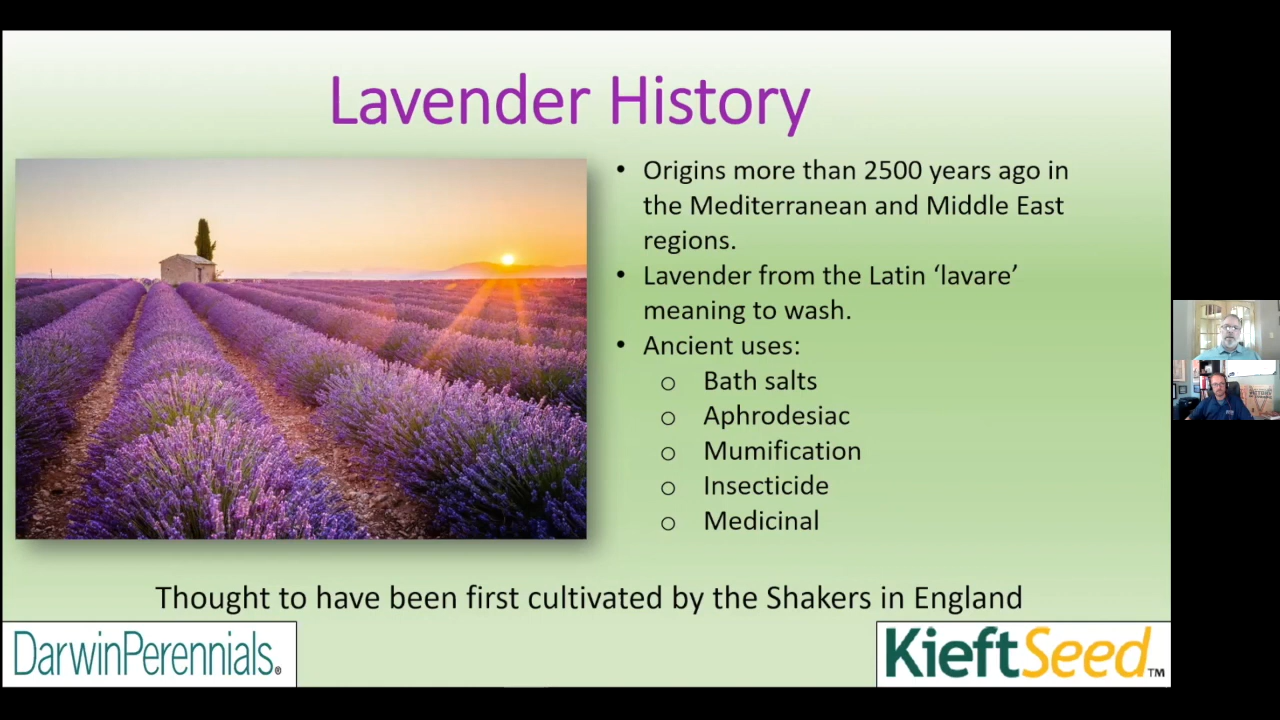 Lavender History
• Origins more than 2500 years ago in
the Mediterranean and Middle East
regions.
• Lavender from the Latin ‘lavare’
meaning to wash.
• Ancient uses:
o Bath salts
o Aphrodesiac
o Mumification
o Insecticide
o Medicinal
Thought to have been first cultivated by the Shakers in England
DarwinPerennials®
KieftSeed™